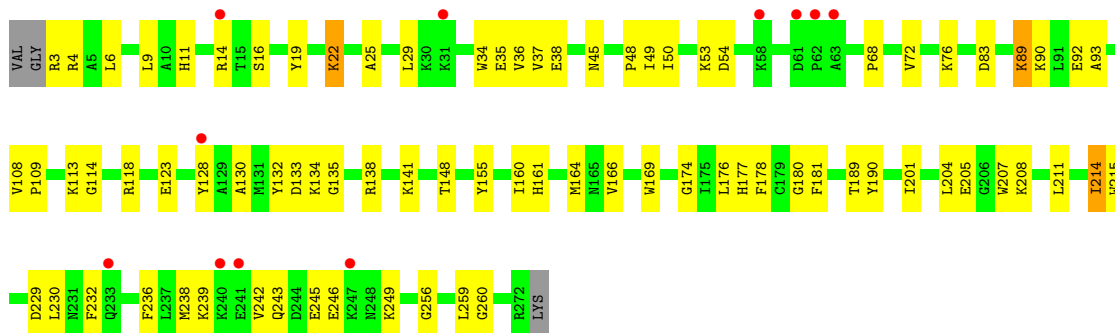 VAL GLY R3 R4 A5 L6 L9 A10 H11 R14 T15 S16 Y19 K22 A25 L29 K30 K31 W34 E35 V36 V37 E38 N45 P48 I49 I50 K53 D54 K58 D61 P62 A63 P68 V72 K76 D83 K89 K90 L91 E92 A93
V108 P109 K113 G114 R118 E123 Y128 A129 A130 M131 Y132 D133 K134 G135 R138 K141 T148 Y155 I160 H161 M164 N165 V166 W169 G174 I175 L176 H177 F178 C179 G180 F181 T189 Y190 I201 L204 E205 G206 W207 K208 L211 I214 W215
D229 L230 N231 F232 Q233 F236 L237 M238 K239 K240 E241 V242 Q243 D244 E245 E246 K247 N248 K249 G256 L259 G260 R272 LYS